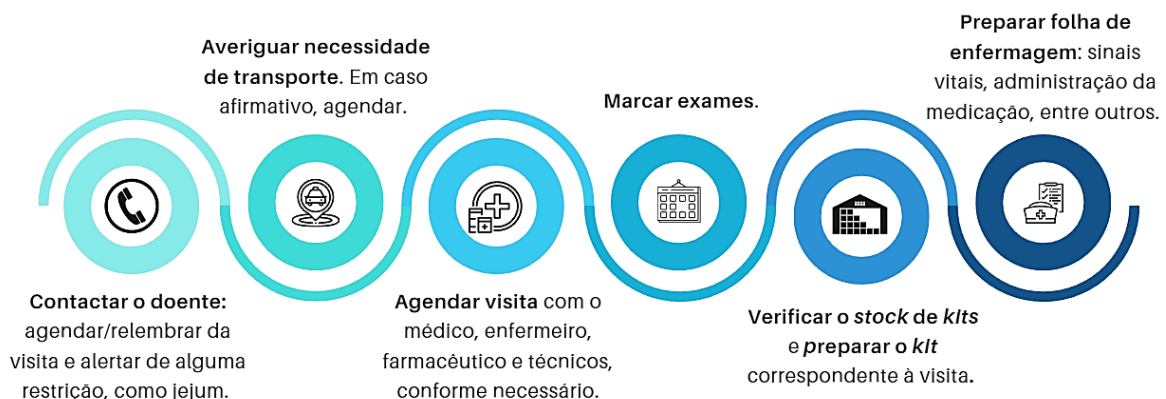 Contactar o doente:
agendar/relembrar da
visita e alertar de alguma
restrição, como jejum.
Averiguar necessidade
de transporte. Em caso
afirmativo, agendar.
Agendar visita com o
médico, enfermeiro,
farmacêutico e técnicos,
conforme necessário.
Marcar exames.
Verificar o stock de kits
e preparar o kit
correspondente à visita.
Preparar folha de
enfermagem: sinais
vitais, administração da
medicação, entre outros.